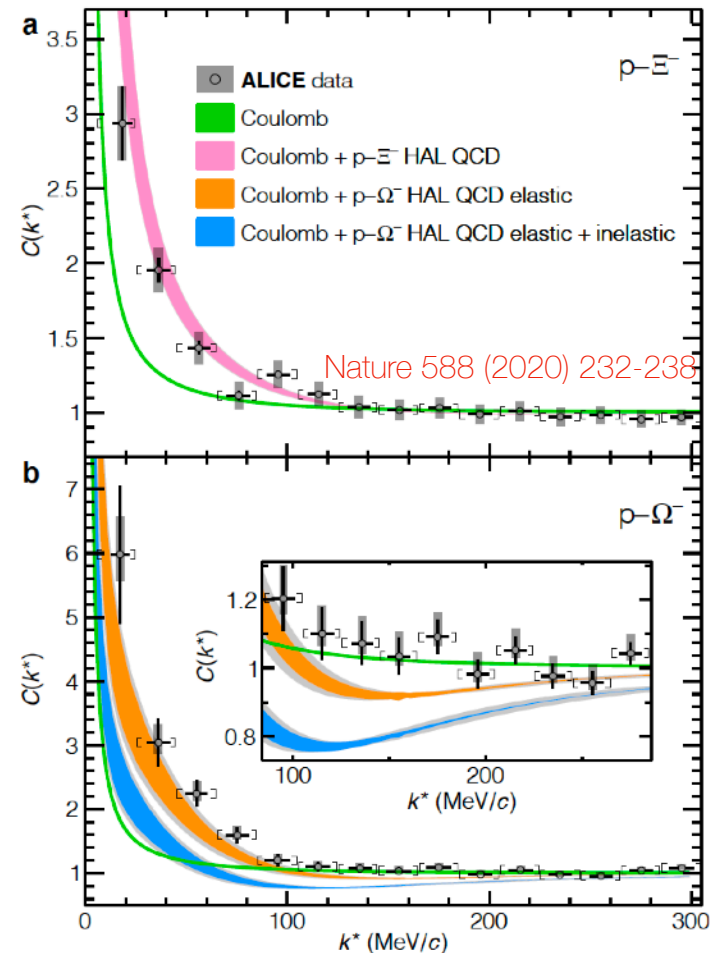 a
3.5
p–Ξ⁻
ALICE data
3
Coulomb
Coulomb + p–Ξ⁻ HAL QCD
2.5
Coulomb + p–Ω⁻ HAL QCD elastic
Coulomb + p–Ω⁻ HAL QCD elastic + inelastic
C(k*)
2
1.5
Nature 588 (2020) 232-238
1
b
7
p–Ω⁻
6
5
C(k*)
4
3
2
1
1.2
C(k*)
1
0.8
100 200
k* (MeV/c)
0 100 200 300
k* (MeV/c)